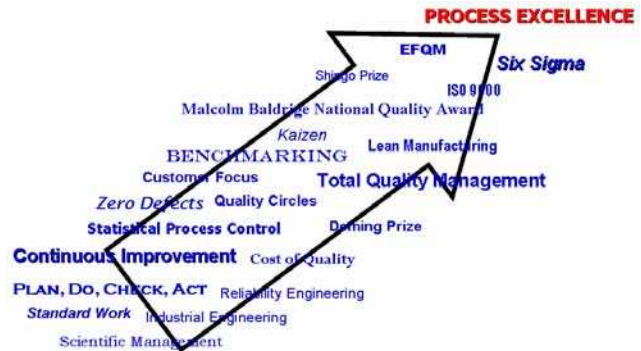 PROCESS EXCELLENCE
EFQM
Six Sigma
Shingo Prize
ISO 9000
Malcolm Baldrige National Quality Award
Kaizen
Lean Manufacturing
BENCHMARKING
Customer Focus
Total Quality Management
Zero Defects
Quality Circles
Statistical Process Control
Deming Prize
Continuous Improvement
Cost of Quality
PLAN, DO, CHECK, ACT
Reliability Engineering
Standard Work
Industrial Engineering
Scientific Management